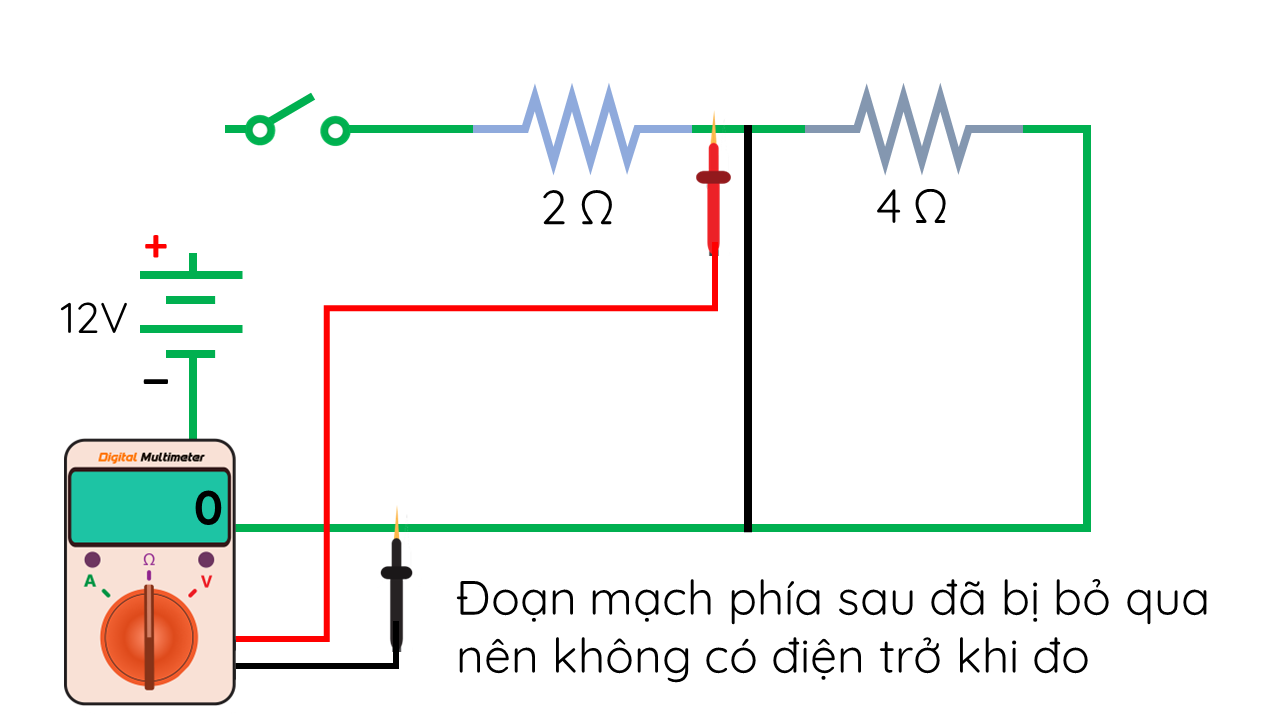 2 Ω
4 Ω
+
12V
−
Digital Multimeter
0
Ω
A
V
Đoạn mạch phía sau đã bị bỏ qua
nên không có điện trở khi đo